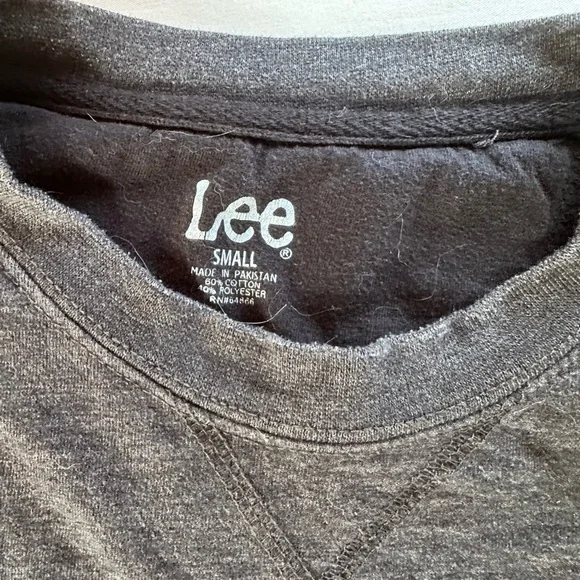 Lee®
SMALL
MADE IN PAKISTAN
60% COTTON
40% POLYESTER
RN#64866